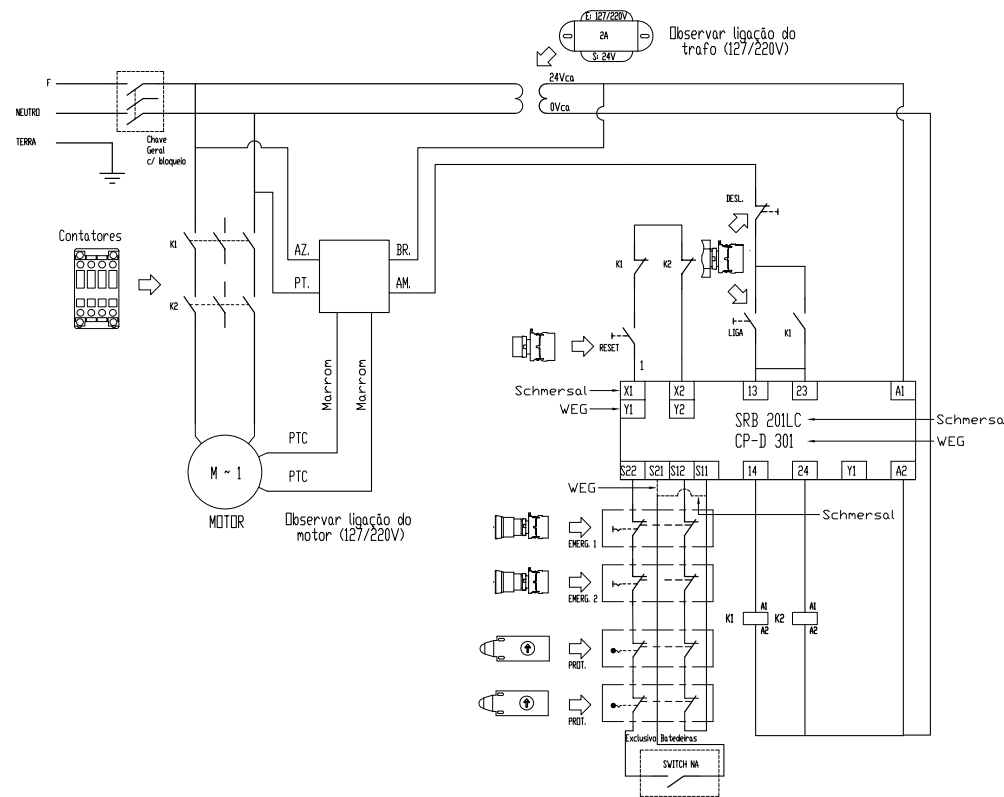 E: 127/220V
2A
S: 24V
Observar ligação do
trafo (127/220V)
F
NEUTRO
TERRA
Chave
Geral
c/ bloqueio
24Vca
0Vca
Contatores
K1
K2
AZ.
PT.
BR.
AM.
Marrom
Marrom
PTC
PTC
M ~ 1
MOTOR
Observar ligação do
motor (127/220V)
DESL.
K1
K2
LIGA
K1
RESET
1
Schmersal
WEG
X1
X2
13
23
A1
Y1
Y2
SRB 201LC
CP-D 301
Schmersa
WEG
S22
S21
S12
S11
14
24
Y1
A2
WEG
Schmersal
EMERG. 1
EMERG. 2
PROT.
PROT.
K1
A1
A2
K2
A1
A2
Exclusivo Batedeiras
SWITCH NA